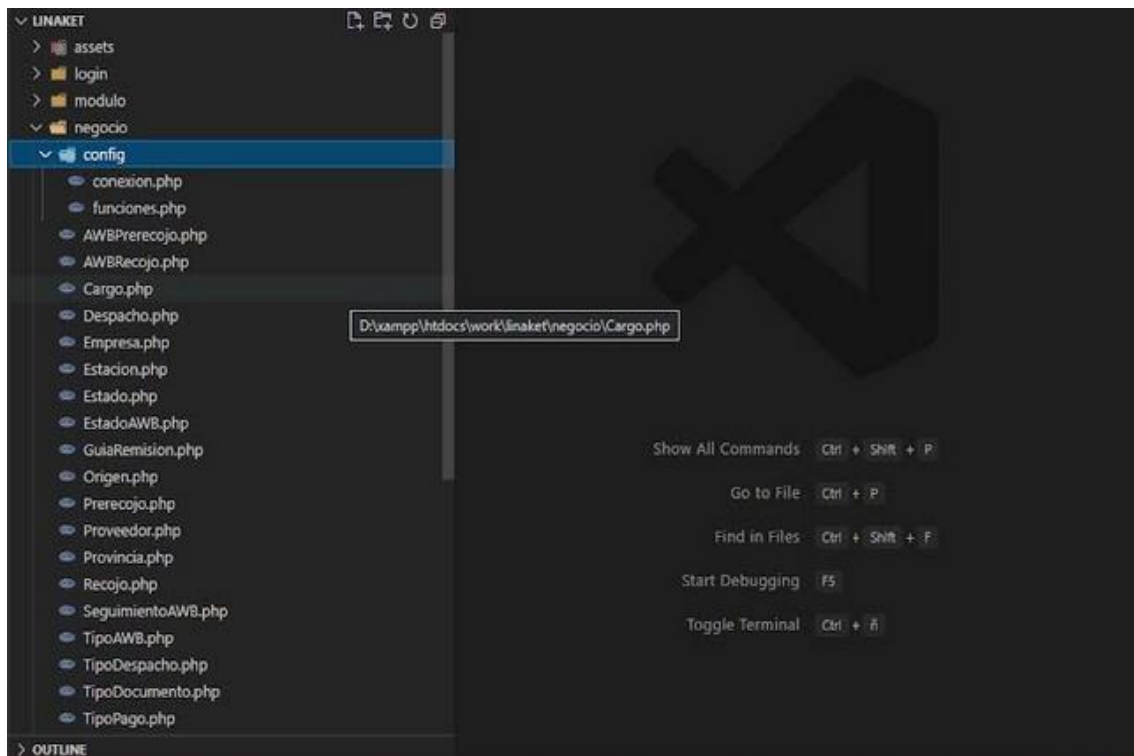 LINAKET
assets
login
modulo
negocio
config
conexion.php
funciones.php
AWBPrerecojo.php
AWBRecojo.php
Cargo.php
Despacho.php
D:\xampp\htdocs\work\linaket\negocio\Cargo.php
Empresa.php
Estacion.php
Estado.php
EstadoAWB.php
GuiaRemision.php
Origen.php
Prerecojo.php
Proveedor.php
Provincia.php
Recojo.php
SeguimientoAWB.php
TipoAWB.php
TipoDespacho.php
TipoDocumento.php
TipoPago.php
OUTLINE
Show All Commands Ctrl + Shift + P
Go to File Ctrl + P
Find in Files Ctrl + Shift + F
Start Debugging F5
Toggle Terminal Ctrl + ñ